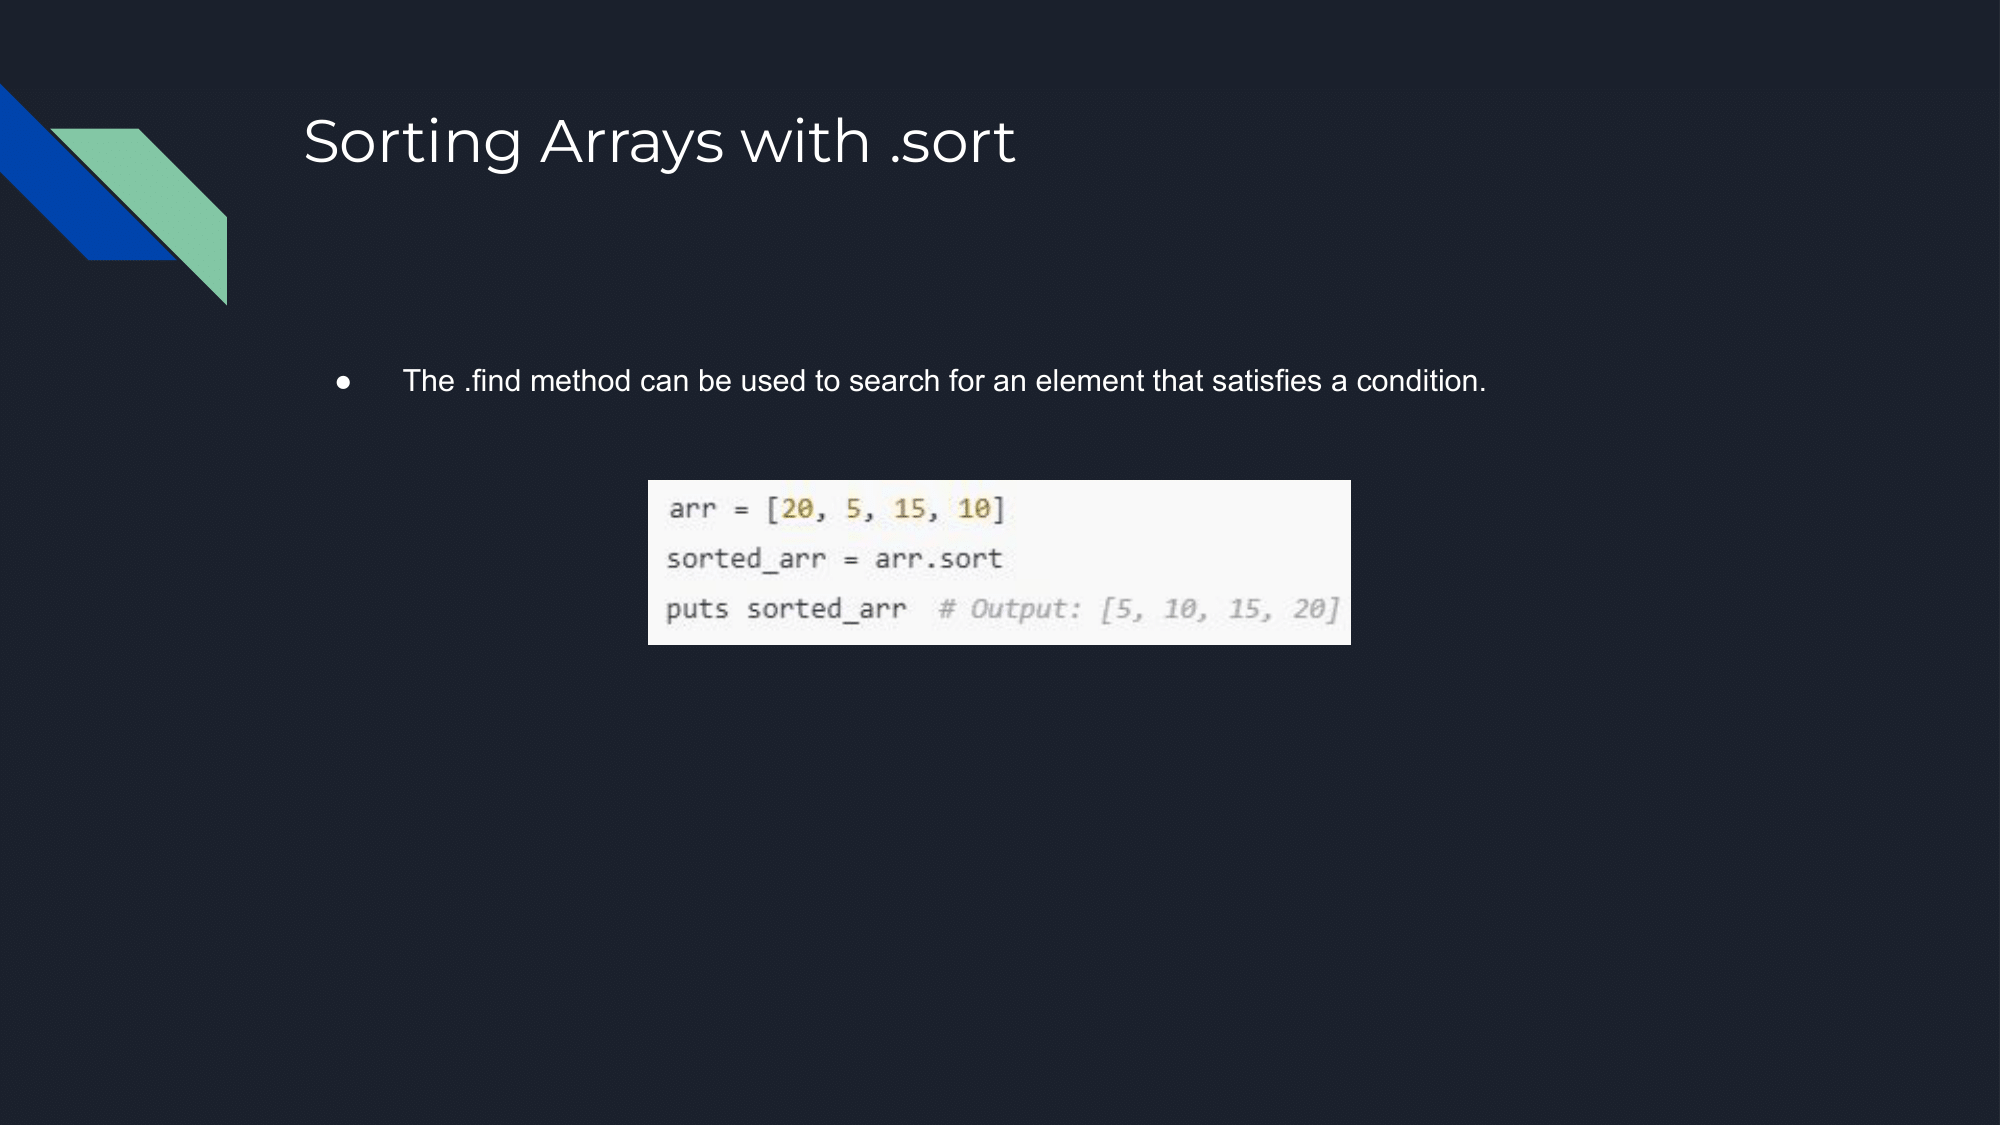 Sorting Arrays with .sort
● The .find method can be used to search for an element that satisfies a condition.
arr = [20, 5, 15, 10]
sorted_arr = arr.sort
puts sorted_arr  # Output: [5, 10, 15, 20]